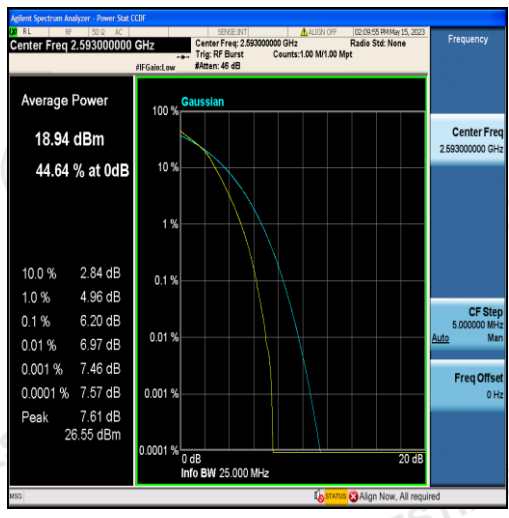 Agilent Spectrum Analyzer - Power Stat CCDF
RL RF 50 Ω AC SENSE:INT ALIGN OFF 02:09:55 PM May 15, 2023
Center Freq 2.593000000 GHz
Center Freq: 2.593000000 GHz Radio Std: None
Trig: RF Burst Counts:1.00 M/1.00 Mpt
#IFGain:Low #Atten: 46 dB
Frequency
Average Power
18.94 dBm
44.64 % at 0dB
10.0 % 2.84 dB
1.0 % 4.96 dB
0.1 % 6.20 dB
0.01 % 6.97 dB
0.001 % 7.46 dB
0.0001 % 7.57 dB
Peak 7.61 dB
26.55 dBm
Gaussian
100 %
10 %
1 %
0.1 %
0.01 %
0.001 %
0.0001 %
0 dB 20 dB
Info BW 25.000 MHz
Center Freq
2.593000000 GHz
CF Step
5.000000 MHz
Auto Man
Freq Offset
0 Hz
MSG STATUS Align Now, All required